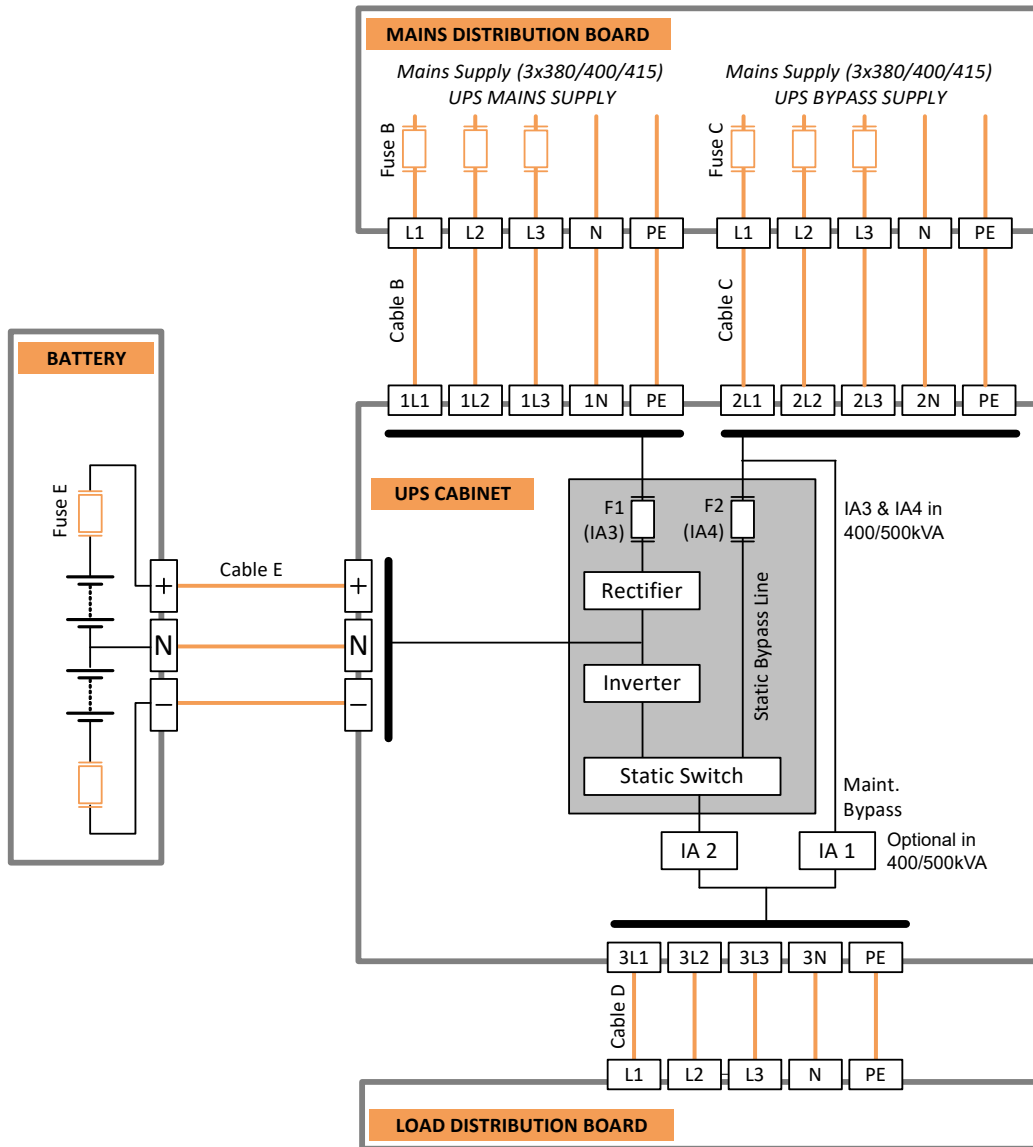 MAINS DISTRIBUTION BOARD
Mains Supply (3x380/400/415)
UPS MAINS SUPPLY
Mains Supply (3x380/400/415)
UPS BYPASS SUPPLY
Fuse B
Fuse C
L1
L2
L3
N
PE
L1
L2
L3
N
PE
Cable B
Cable C
BATTERY
1L1
1L2
1L3
1N
PE
2L1
2L2
2L3
2N
PE
UPS CABINET
Fuse E
F1
(IA3)
F2
(IA4)
IA3 & IA4 in
400/500kVA
+
Cable E
+
Rectifier
N
N
Inverter
Static Bypass Line
−
−
Static Switch
Maint.
Bypass
IA 2
IA 1
Optional in
400/500kVA
3L1
3L2
3L3
3N
PE
Cable D
L1
L2
L3
N
PE
LOAD DISTRIBUTION BOARD